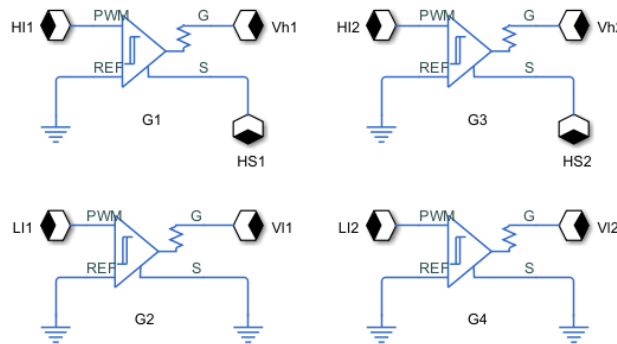 HI1 PWM G Vh1
REF S
G1
HS1
HI2 PWM G Vh2
REF S
G3
HS2
LI1 PWM G Vl1
REF S
G2
LI2 PWM G Vl2
REF S
G4